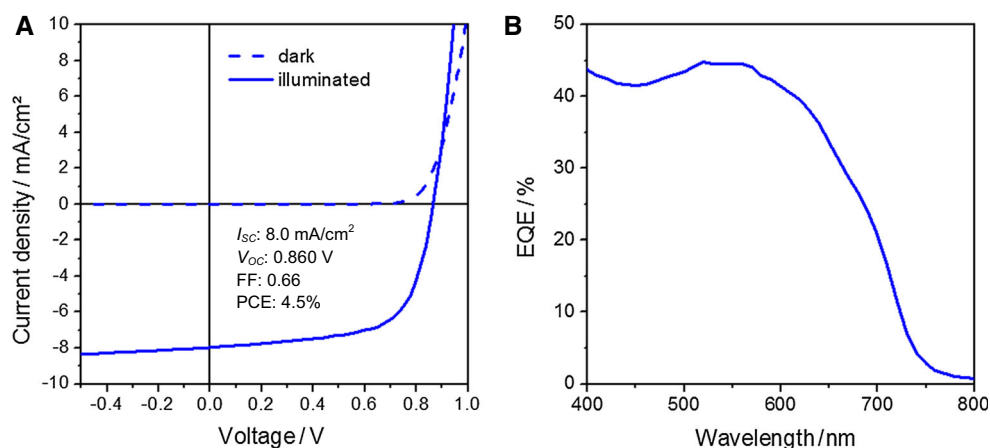 A
10
8
6
4
2
0
-2
-4
-6
-8
-10
Current density / mA/cm²
dark
illuminated
I_SC: 8.0 mA/cm²
V_OC: 0.860 V
FF: 0.66
PCE: 4.5%
-0.4 -0.2 0.0 0.2 0.4 0.6 0.8 1.0
Voltage / V
B
50
40
30
20
10
0
EQE / %
400 500 600 700 800
Wavelength / nm